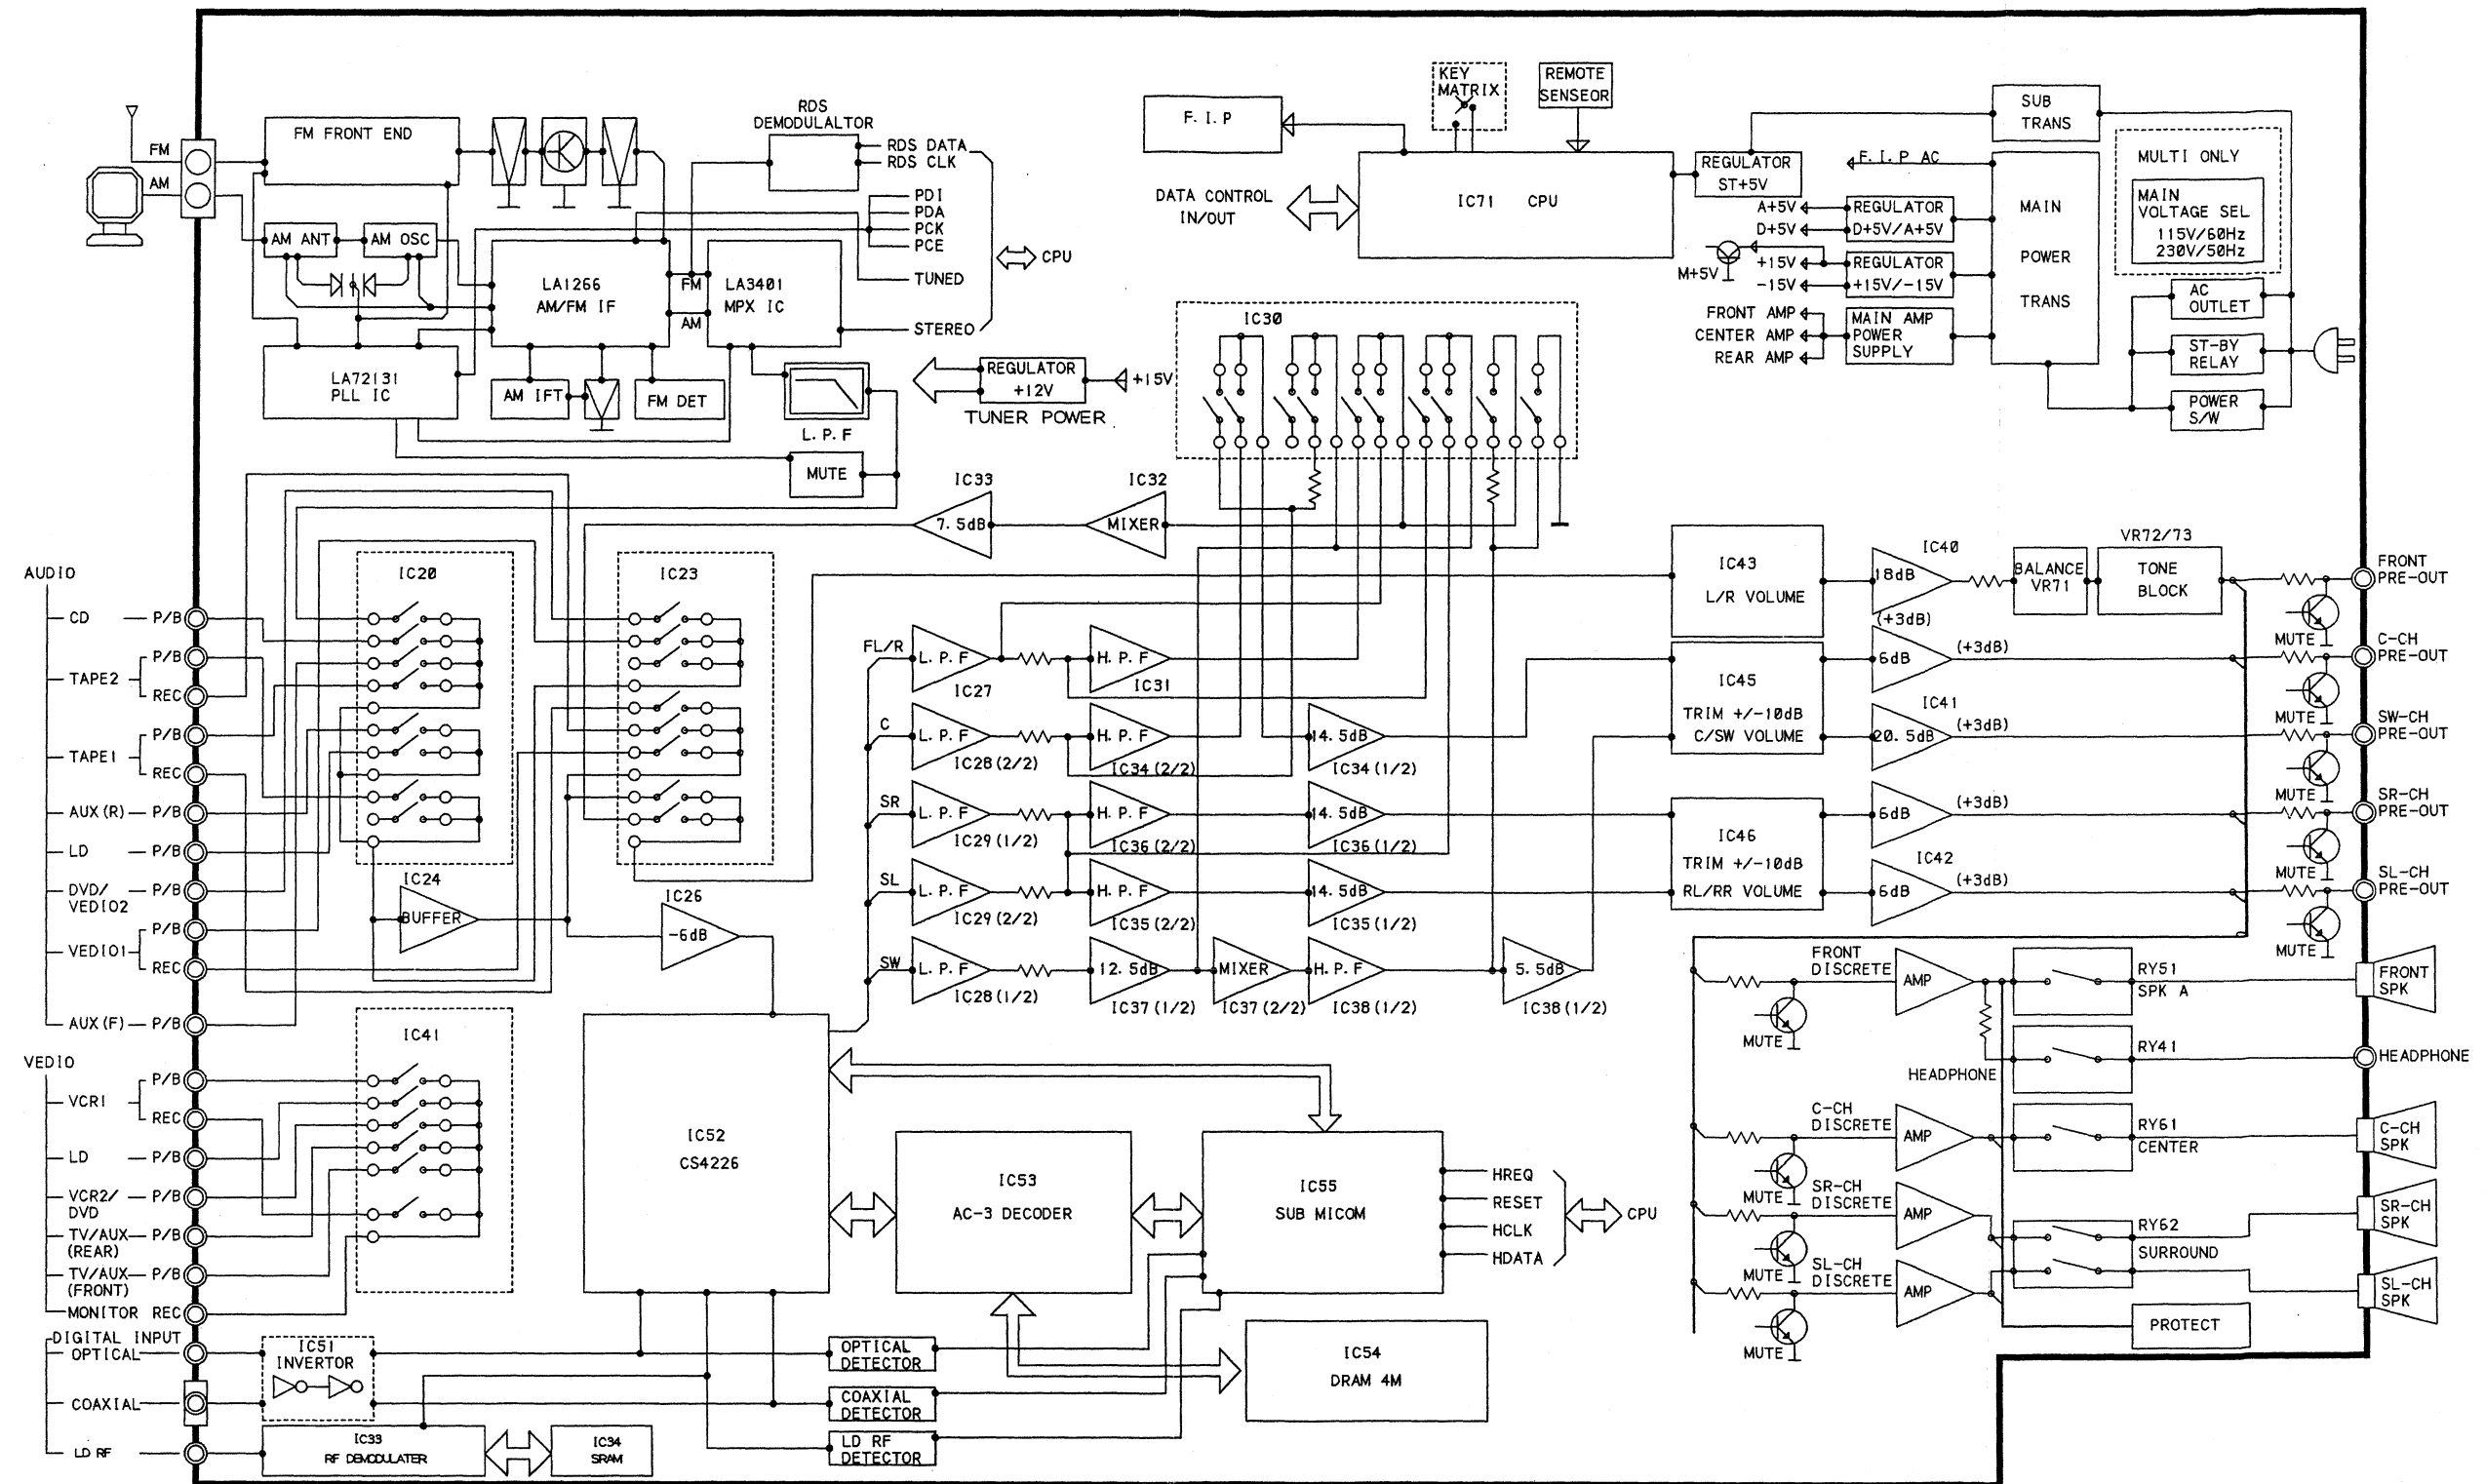 FM
AM
FM FRONT END
RDS
DEMODULALTOR
RDS DATA
RDS CLK
PDI
PDA
PCK
PCE
TUNED
STEREO
CPU
AM ANT
AM OSC
LA1266
AM/FM IF
FM
AM
LA3401
MPX IC
LA72131
PLL IC
AM IFT
FM DET
L.P.F
MUTE
REGULATOR
+12V
+15V
TUNER POWER
F.I.P
KEY
MATRIX
REMOTE
SENSEOR
DATA CONTROL
IN/OUT
IC71 CPU
REGULATOR
ST+5V
SUB
TRANS
F.I.P AC
A+5V
D+5V
REGULATOR
D+5V/A+5V
M+5V
+15V
-15V
REGULATOR
+15V/-15V
FRONT AMP
CENTER AMP
REAR AMP
MAIN AMP
POWER
SUPPLY
MAIN
POWER
TRANS
MULTI ONLY
MAIN
VOLTAGE SEL
115V/60Hz
230V/50Hz
AC
OUTLET
ST-BY
RELAY
POWER
S/W
IC30
IC33
7.5dB
IC32
MIXER
AUDIO
CD P/B
P/B
TAPE2
REC
P/B
TAPE1
REC
AUX(R) P/B
LD P/B
DVD/
VEDIO2
P/B
P/B
VEDIO1
REC
AUX(F) P/B
IC20
IC23
IC24
BUFFER
IC26
-6dB
FL/R
L.P.F
IC27
H.P.F
IC31
C
L.P.F
IC28(2/2)
H.P.F
IC34(2/2)
14.5dB
IC34(1/2)
SR
L.P.F
IC29(1/2)
H.P.F
IC36(2/2)
14.5dB
IC36(1/2)
SL
L.P.F
IC29(2/2)
H.P.F
IC35(2/2)
14.5dB
IC35(1/2)
SW
L.P.F
IC28(1/2)
12.5dB
IC37(1/2)
MIXER
IC37(2/2)
H.P.F
IC38(1/2)
5.5dB
IC38(1/2)
IC43
L/R VOLUME
IC45
TRIM +/-10dB
C/SW VOLUME
IC46
TRIM +/-10dB
RL/RR VOLUME
IC40
18dB
(+3dB)
BALANCE
VR71
VR72/73
TONE
BLOCK
6dB
(+3dB)
IC41
20.5dB
(+3dB)
6dB
(+3dB)
IC42
6dB
(+3dB)
FRONT
PRE-OUT
MUTE
C-CH
PRE-OUT
MUTE
SW-CH
PRE-OUT
MUTE
SR-CH
PRE-OUT
MUTE
SL-CH
PRE-OUT
MUTE
FRONT
DISCRETE
AMP
MUTE
RY51
SPK A
FRONT
SPK
RY41
HEADPHONE
HEADPHONE
C-CH
DISCRETE
AMP
MUTE
RY61
CENTER
C-CH
SPK
SR-CH
DISCRETE
AMP
MUTE
RY62
SURROUND
SR-CH
SPK
SL-CH
DISCRETE
AMP
MUTE
SL-CH
SPK
PROTECT
VEDIO
P/B
VCR1
REC
LD P/B
VCR2/
DVD
P/B
TV/AUX
(REAR)
P/B
TV/AUX
(FRONT)
P/B
MONITOR REC
IC41
DIGITAL INPUT
OPTICAL
COAXIAL
LD RF
IC51
INVERTOR
IC33
RF DEMODULATER
IC34
SRAM
IC52
CS4226
IC53
AC-3 DECODER
IC55
SUB MICOM
HREQ
RESET
HCLK
HDATA
CPU
OPTICAL
DETECTOR
COAXIAL
DETECTOR
LD RF
DETECTOR
IC54
DRAM 4M